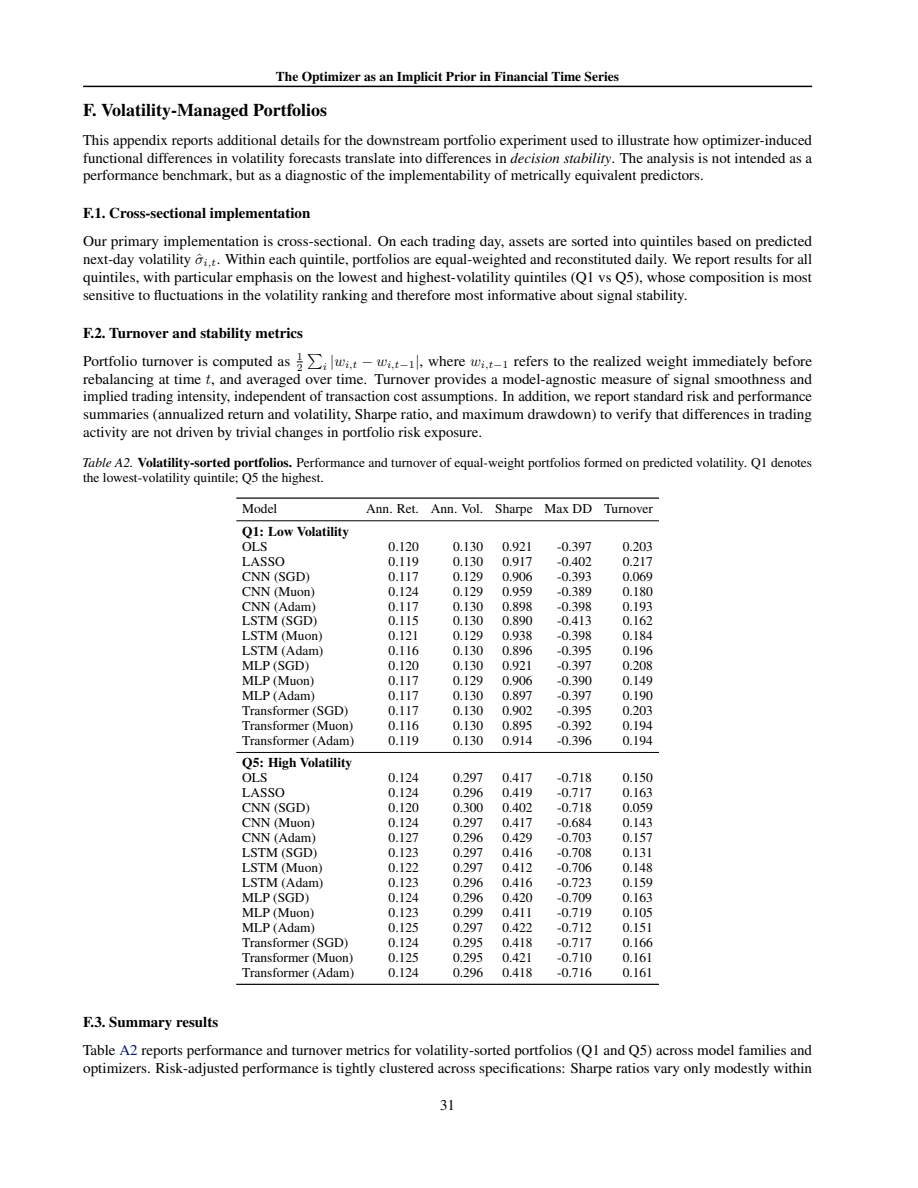 The Optimizer as an Implicit Prior in Financial Time Series
F. Volatility-Managed Portfolios
This appendix reports additional details for the downstream portfolio experiment used to illustrate how optimizer-induced
functional differences in volatility forecasts translate into differences in decision stability. The analysis is not intended as a
performance benchmark, but as a diagnostic of the implementability of metrically equivalent predictors.
F.1. Cross-sectional implementation
Our primary implementation is cross-sectional. On each trading day, assets are sorted into quintiles based on predicted
next-day volatility σ̂i,t. Within each quintile, portfolios are equal-weighted and reconstituted daily. We report results for all
quintiles, with particular emphasis on the lowest and highest-volatility quintiles (Q1 vs Q5), whose composition is most
sensitive to fluctuations in the volatility ranking and therefore most informative about signal stability.
F.2. Turnover and stability metrics
Portfolio turnover is computed as 1/2 ∑i |wi,t − wi,t−1|, where wi,t−1 refers to the realized weight immediately before
rebalancing at time t, and averaged over time. Turnover provides a model-agnostic measure of signal smoothness and
implied trading intensity, independent of transaction cost assumptions. In addition, we report standard risk and performance
summaries (annualized return and volatility, Sharpe ratio, and maximum drawdown) to verify that differences in trading
activity are not driven by trivial changes in portfolio risk exposure.
Table A2. Volatility-sorted portfolios. Performance and turnover of equal-weight portfolios formed on predicted volatility. Q1 denotes
the lowest-volatility quintile; Q5 the highest.
Model Ann. Ret. Ann. Vol. Sharpe Max DD Turnover
Q1: Low Volatility
OLS 0.120 0.130 0.921 -0.397 0.203
LASSO 0.119 0.130 0.917 -0.402 0.217
CNN (SGD) 0.117 0.129 0.906 -0.393 0.069
CNN (Muon) 0.124 0.129 0.959 -0.389 0.180
CNN (Adam) 0.117 0.130 0.898 -0.398 0.193
LSTM (SGD) 0.115 0.130 0.890 -0.413 0.162
LSTM (Muon) 0.121 0.129 0.938 -0.398 0.184
LSTM (Adam) 0.116 0.130 0.896 -0.395 0.196
MLP (SGD) 0.120 0.130 0.921 -0.397 0.208
MLP (Muon) 0.117 0.129 0.906 -0.390 0.149
MLP (Adam) 0.117 0.130 0.897 -0.397 0.190
Transformer (SGD) 0.117 0.130 0.902 -0.395 0.203
Transformer (Muon) 0.116 0.130 0.895 -0.392 0.194
Transformer (Adam) 0.119 0.130 0.914 -0.396 0.194
Q5: High Volatility
OLS 0.124 0.297 0.417 -0.718 0.150
LASSO 0.124 0.296 0.419 -0.717 0.163
CNN (SGD) 0.120 0.300 0.402 -0.718 0.059
CNN (Muon) 0.124 0.297 0.417 -0.684 0.143
CNN (Adam) 0.127 0.296 0.429 -0.703 0.157
LSTM (SGD) 0.123 0.297 0.416 -0.708 0.131
LSTM (Muon) 0.122 0.297 0.412 -0.706 0.148
LSTM (Adam) 0.123 0.296 0.416 -0.723 0.159
MLP (SGD) 0.124 0.296 0.420 -0.709 0.163
MLP (Muon) 0.123 0.299 0.411 -0.719 0.105
MLP (Adam) 0.125 0.297 0.422 -0.712 0.151
Transformer (SGD) 0.124 0.295 0.418 -0.717 0.166
Transformer (Muon) 0.125 0.295 0.421 -0.710 0.161
Transformer (Adam) 0.124 0.296 0.418 -0.716 0.161
F.3. Summary results
Table A2 reports performance and turnover metrics for volatility-sorted portfolios (Q1 and Q5) across model families and
optimizers. Risk-adjusted performance is tightly clustered across specifications: Sharpe ratios vary only modestly within
31